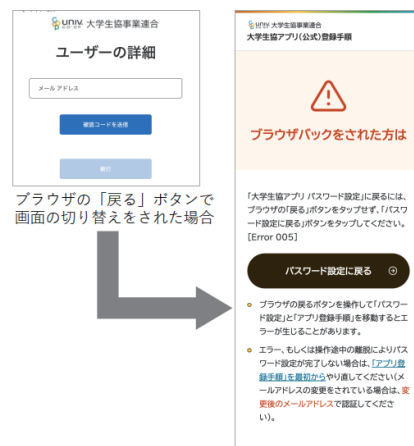 univ. 大学生協事業連合
CO-OP
ユーザーの詳細
メール アドレス
確認コードを送信
続行
ブラウザの「戻る」ボタンで
画面の切り替えをされた場合
univ. 大学生協事業連合
CO-OP
大学生協アプリ(公式)登録手順
ブラウザバックをされた方は
「大学生協アプリ パスワード設定」に戻るには、
ブラウザの「戻る」ボタンをタップせず、「パスワ
ード設定に戻る」ボタンをタップしてください。
[Error 005]
パスワード設定に戻る
ブラウザの戻るボタンを操作して「パスワー
ド設定」と「アプリ登録手順」を移動するとエ
ラーが生じることがあります。
エラー、もしくは操作途中の離脱によりパス
ワード設定が完了しない場合は、「アプリ登
録手順」を最初からやり直してください(メ
ールアドレスの変更をされている場合は、変
更後のメールアドレスで認証してくださ
い)。